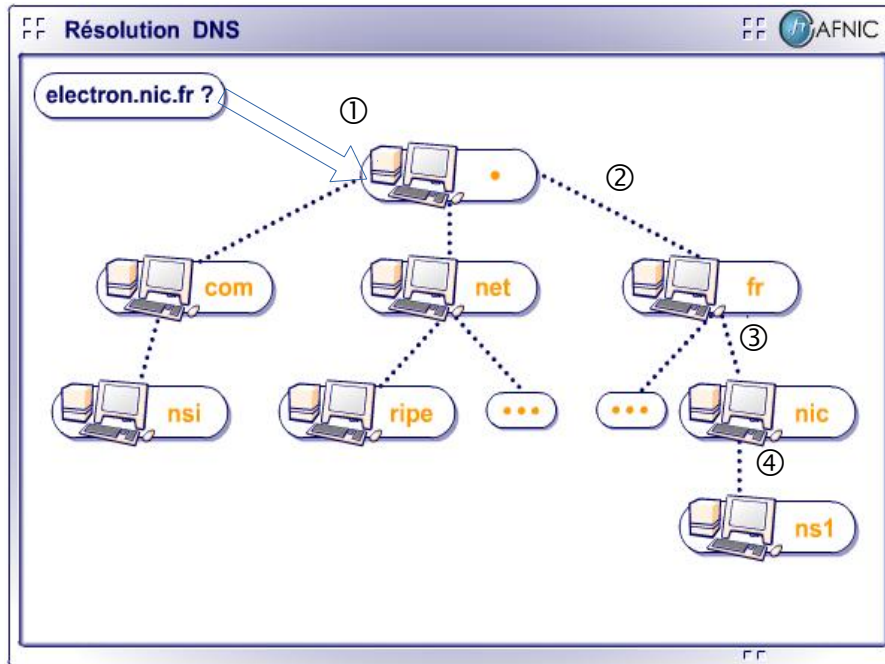 Résolution DNS
AFNIC
electron.nic.fr ?
①
②
com
net
fr
③
nsi
ripe
•••
•••
nic
④
ns1